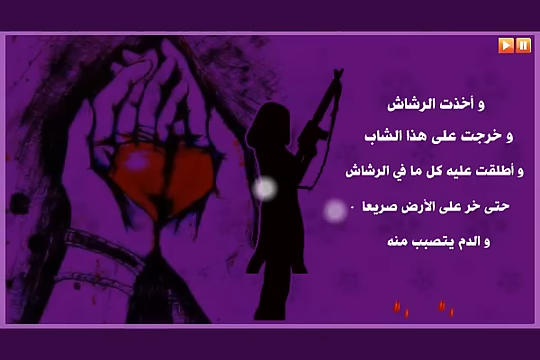 و أخذت الرشاش
و خرجت على هذا الشاب
و أطلقت عليه كل ما في الرشاش
حتى خر على الأرض صريعا ٠
و الدم يتصبب منه